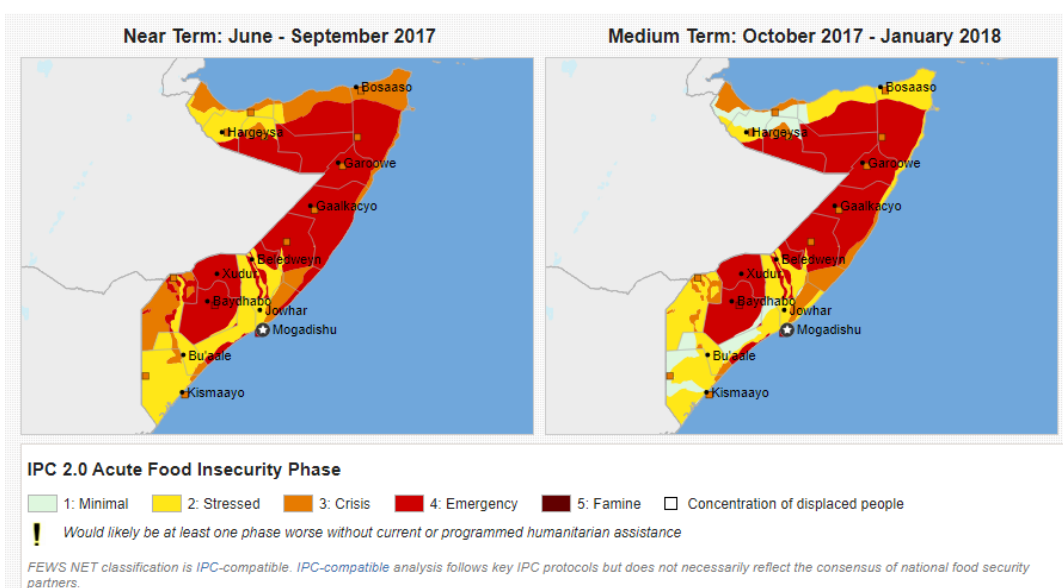 Near Term: June - September 2017
Medium Term: October 2017 - January 2018
Bosaaso
Hargeysa
Garoowe
Gaalkacyo
Beledweyn
Xudur
Baydhabo
Jowhar
Mogadishu
Bu'aale
Kismaayo
Bosaaso
Hargeysa
Garoowe
Gaalkacyo
Beledweyn
Xudur
Baydhabo
Jowhar
Mogadishu
Bu'aale
Kismaayo
IPC 2.0 Acute Food Insecurity Phase
1: Minimal 2: Stressed 3: Crisis 4: Emergency 5: Famine Concentration of displaced people
! Would likely be at least one phase worse without current or programmed humanitarian assistance
FEWS NET classification is IPC-compatible. IPC-compatible analysis follows key IPC protocols but does not necessarily reflect the consensus of national food security
partners.